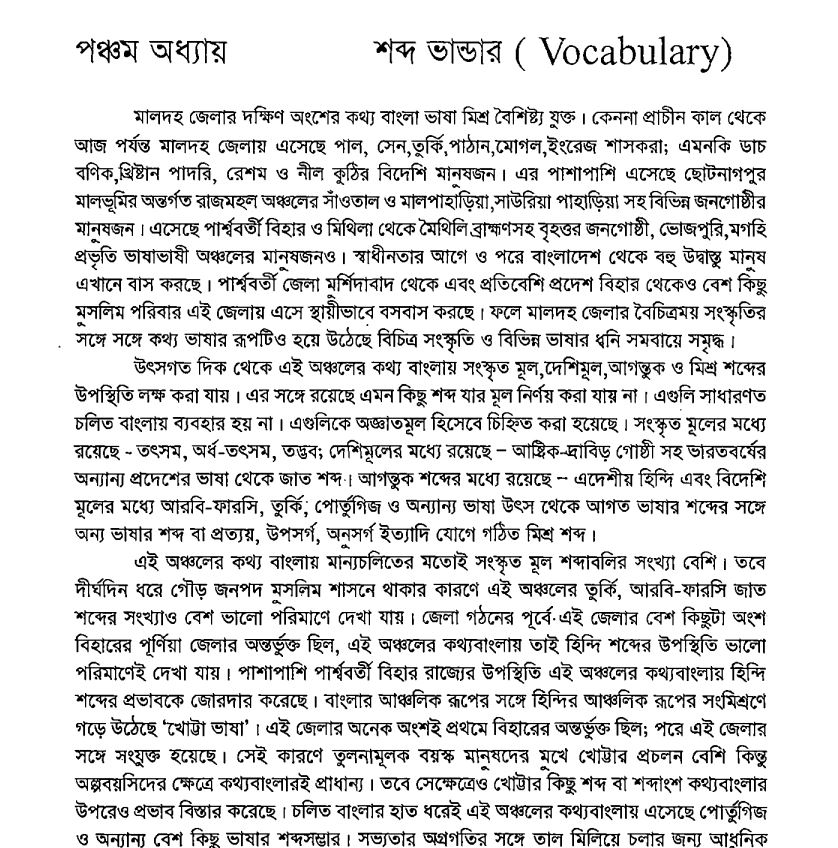 পঞ্চম অধ্যায় শব্দ ভান্ডার ( Vocabulary)
মালদহ জেলার দক্ষিণ অংশের কথ্য বাংলা ভাষা মিশ্র বৈশিষ্ট্য যুক্ত। কেননা প্রাচীন কাল থেকে
আজ পর্যন্ত মালদহ জেলায় এসেছে পাল, সেন,তুর্কি,পাঠান,মোগল,ইংরেজ শাসকরা; এমনকি ডাচ
বণিক,খ্রিষ্টান পাদরি, রেশম ও নীল কুঠির বিদেশি মানুষজন। এর পাশাপাশি এসেছে ছোটনাগপুর
মালভূমির অন্তর্গত রাজমহল অঞ্চলের সাঁওতাল ও মালপাহাড়িয়া,সাউরিয়া পাহাড়িয়া সহ বিভিন্ন জনগোষ্ঠীর
মানুষজন। এসেছে পার্শ্ববর্তী বিহার ও মিথিলা থেকে মৈথিলি ব্রাহ্মণসহ বৃহত্তর জনগোষ্ঠী, ভোজপুরি,মগহি
প্রভৃতি ভাষাভাষী অঞ্চলের মানুষজনও। স্বাধীনতার আগে ও পরে বাংলাদেশ থেকে বহু উদ্বাস্তু মানুষ
এখানে বাস করছে। পার্শ্ববর্তী জেলা মুর্শিদাবাদ থেকে এবং প্রতিবেশি প্রদেশ বিহার থেকেও বেশ কিছু
মুসলিম পরিবার এই জেলায় এসে স্থায়ীভাবে বসবাস করছে। ফলে মালদহ জেলার বৈচিত্রময় সংস্কৃতির
সঙ্গে সঙ্গে কথ্য ভাষার রূপটিও হয়ে উঠেছে বিচিত্র সংস্কৃতি ও বিভিন্ন ভাষার ধনি সমবায়ে সমৃদ্ধ।
উৎসগত দিক থেকে এই অঞ্চলের কথ্য বাংলায় সংস্কৃত মূল,দেশিমূল,আগন্তুক ও মিশ্র শব্দের
উপস্থিতি লক্ষ করা যায়। এর সঙ্গে রয়েছে এমন কিছু শব্দ যার মূল নির্ণয় করা যায় না। এগুলি সাধারণত
চলিত বাংলায় ব্যবহার হয় না। এগুলিকে অজ্ঞাতমূল হিসেবে চিহ্নিত করা হয়েছে। সংস্কৃত মূলের মধ্যে
রয়েছে - তৎসম, অর্ধ-তৎসম, তদ্ভব; দেশিমূলের মধ্যে রয়েছে – আষ্টিক-দ্রাবিড় গোষ্ঠী সহ ভারতবর্ষের
অন্যান্য প্রদেশের ভাষা থেকে জাত শব্দ। আগন্তুক শব্দের মধ্যে রয়েছে – এদেশীয় হিন্দি এবং বিদেশি
মূলের মধ্যে আরবি-ফারসি, তুর্কি, পোর্তুগিজ ও অন্যান্য ভাষা উৎস থেকে আগত ভাষার শব্দের সঙ্গে
অন্য ভাষার শব্দ বা প্রত্যয়, উপসর্গ, অনুসর্গ ইত্যাদি যোগে গঠিত মিশ্র শব্দ।
এই অঞ্চলের কথ্য বাংলায় মান্যচলিতের মতোই সংস্কৃত মূল শব্দাবলির সংখ্যা বেশি। তবে
দীর্ঘদিন ধরে গৌড় জনপদ মুসলিম শাসনে থাকার কারণে এই অঞ্চলের তুর্কি, আরবি-ফারসি জাত
শব্দের সংখ্যাও বেশ ভালো পরিমাণে দেখা যায়। জেলা গঠনের পূর্বে এই জেলার বেশ কিছুটা অংশ
বিহারের পূর্ণিয়া জেলার অন্তর্ভুক্ত ছিল, এই অঞ্চলের কথ্যবাংলায় তাই হিন্দি শব্দের উপস্থিতি ভালো
পরিমাণেই দেখা যায়। পাশাপাশি পার্শ্ববর্তী বিহার রাজ্যের উপস্থিতি এই অঞ্চলের কথ্যবাংলায় হিন্দি
শব্দের প্রভাবকে জোরদার করেছে। বাংলার আঞ্চলিক রূপের সঙ্গে হিন্দির আঞ্চলিক রূপের সংমিশ্রণে
গড়ে উঠেছে ‘খোট্টা ভাষা’। এই জেলার অনেক অংশই প্রথমে বিহারের অন্তর্ভুক্ত ছিল; পরে এই জেলার
সঙ্গে সংযুক্ত হয়েছে। সেই কারণে তুলনামূলক বয়স্ক মানুষদের মুখে খোট্টার প্রচলন বেশি কিন্তু
অল্পবয়সিদের ক্ষেত্রে কথ্যবাংলারই প্রাধান্য। তবে সেক্ষেত্রেও খোট্টার কিছু শব্দ বা শব্দাংশ কথ্যবাংলার
উপরেও প্রভাব বিস্তার করেছে। চলিত বাংলার হাত ধরেই এই অঞ্চলের কথ্যবাংলায় এসেছে পোর্তুগিজ
ও অন্যান্য বেশ কিছু ভাষার শব্দসম্ভার। সভ্যতার অগ্রগতির সঙ্গে তাল মিলিয়ে চলার জন্য আধুনিক